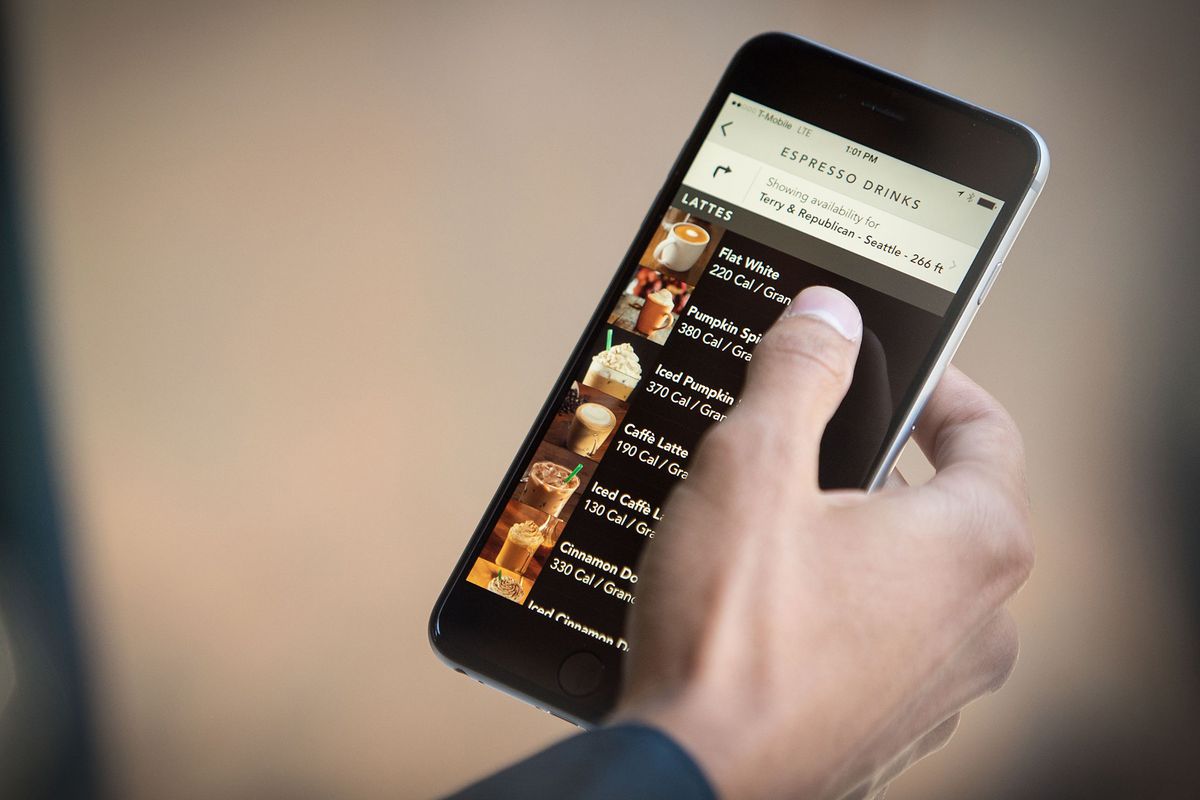 T-Mobile LTE
1:01 PM
ESPRESSO DRINKS
Showing availability for
Terry & Republican - Seattle - 266 ft
LATTES
Flat White
220 Cal / Gran
Pumpkin Spi
380 Cal / Gra
Iced Pumpkin
370 Cal / Gran
Caffè Latte
190 Cal / Gra
Iced Caffè L
130 Cal / Gra
Cinnamon Do
330 Cal / Grand
Iced Cinnamon D